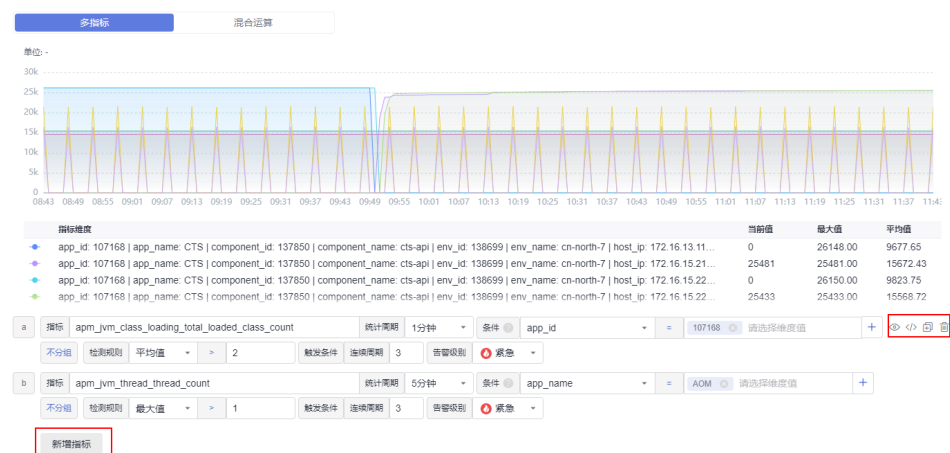 多指标 混合运算
单位: -
30k
25k
20k
15k
10k
5k
0
08:43 08:49 08:55 09:01 09:07 09:13 09:19 09:25 09:31 09:37 09:43 09:49 09:55 10:01 10:07 10:13 10:19 10:25 10:31 10:37 10:43 10:49 10:55 11:01 11:07 11:13 11:19 11:25 11:31 11:37 11:43
指标维度 当前值 最大值 平均值
app_id: 107168 | app_name: CTS | component_id: 137850 | component_name: cts-api | env_id: 138699 | env_name: cn-north-7 | host_ip: 172.16.13.11... 0 26148.00 9677.65
app_id: 107168 | app_name: CTS | component_id: 137850 | component_name: cts-api | env_id: 138699 | env_name: cn-north-7 | host_ip: 172.16.15.21... 25481 25481.00 15672.43
app_id: 107168 | app_name: CTS | component_id: 137850 | component_name: cts-api | env_id: 138699 | env_name: cn-north-7 | host_ip: 172.16.15.22... 0 26150.00 9823.75
app_id: 107168 | app_name: CTS | component_id: 137850 | component_name: cts-api | env_id: 138699 | env_name: cn-north-7 | host_ip: 172.16.15.22... 25433 25433.00 15568.72
a 指标 apm_jvm_class_loading_total_loaded_class_count 统计周期 1分钟 条件 app_id = 107168 请选择维度值 +
不分组 检测规则 平均值 > 2 触发条件 连续周期 3 告警级别 紧急
b 指标 apm_jvm_thread_thread_count 统计周期 5分钟 条件 app_name = AOM 请选择维度值 +
不分组 检测规则 最大值 > 1 触发条件 连续周期 3 告警级别 紧急
新增指标